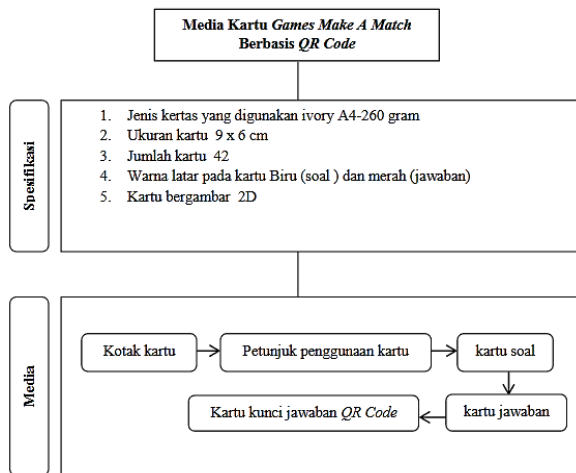 Media Kartu Games Make A Match
Berbasis QR Code
Spesifikasi
1. Jenis kertas yang digunakan ivory A4-260 gram
2. Ukuran kartu 9 x 6 cm
3. Jumlah kartu 42
4. Warna latar pada kartu Biru (soal ) dan merah (jawaban)
5. Kartu bergambar 2D
Media
Kotak kartu
Petunjuk penggunaan kartu
kartu soal
kartu jawaban
Kartu kunci jawaban QR Code